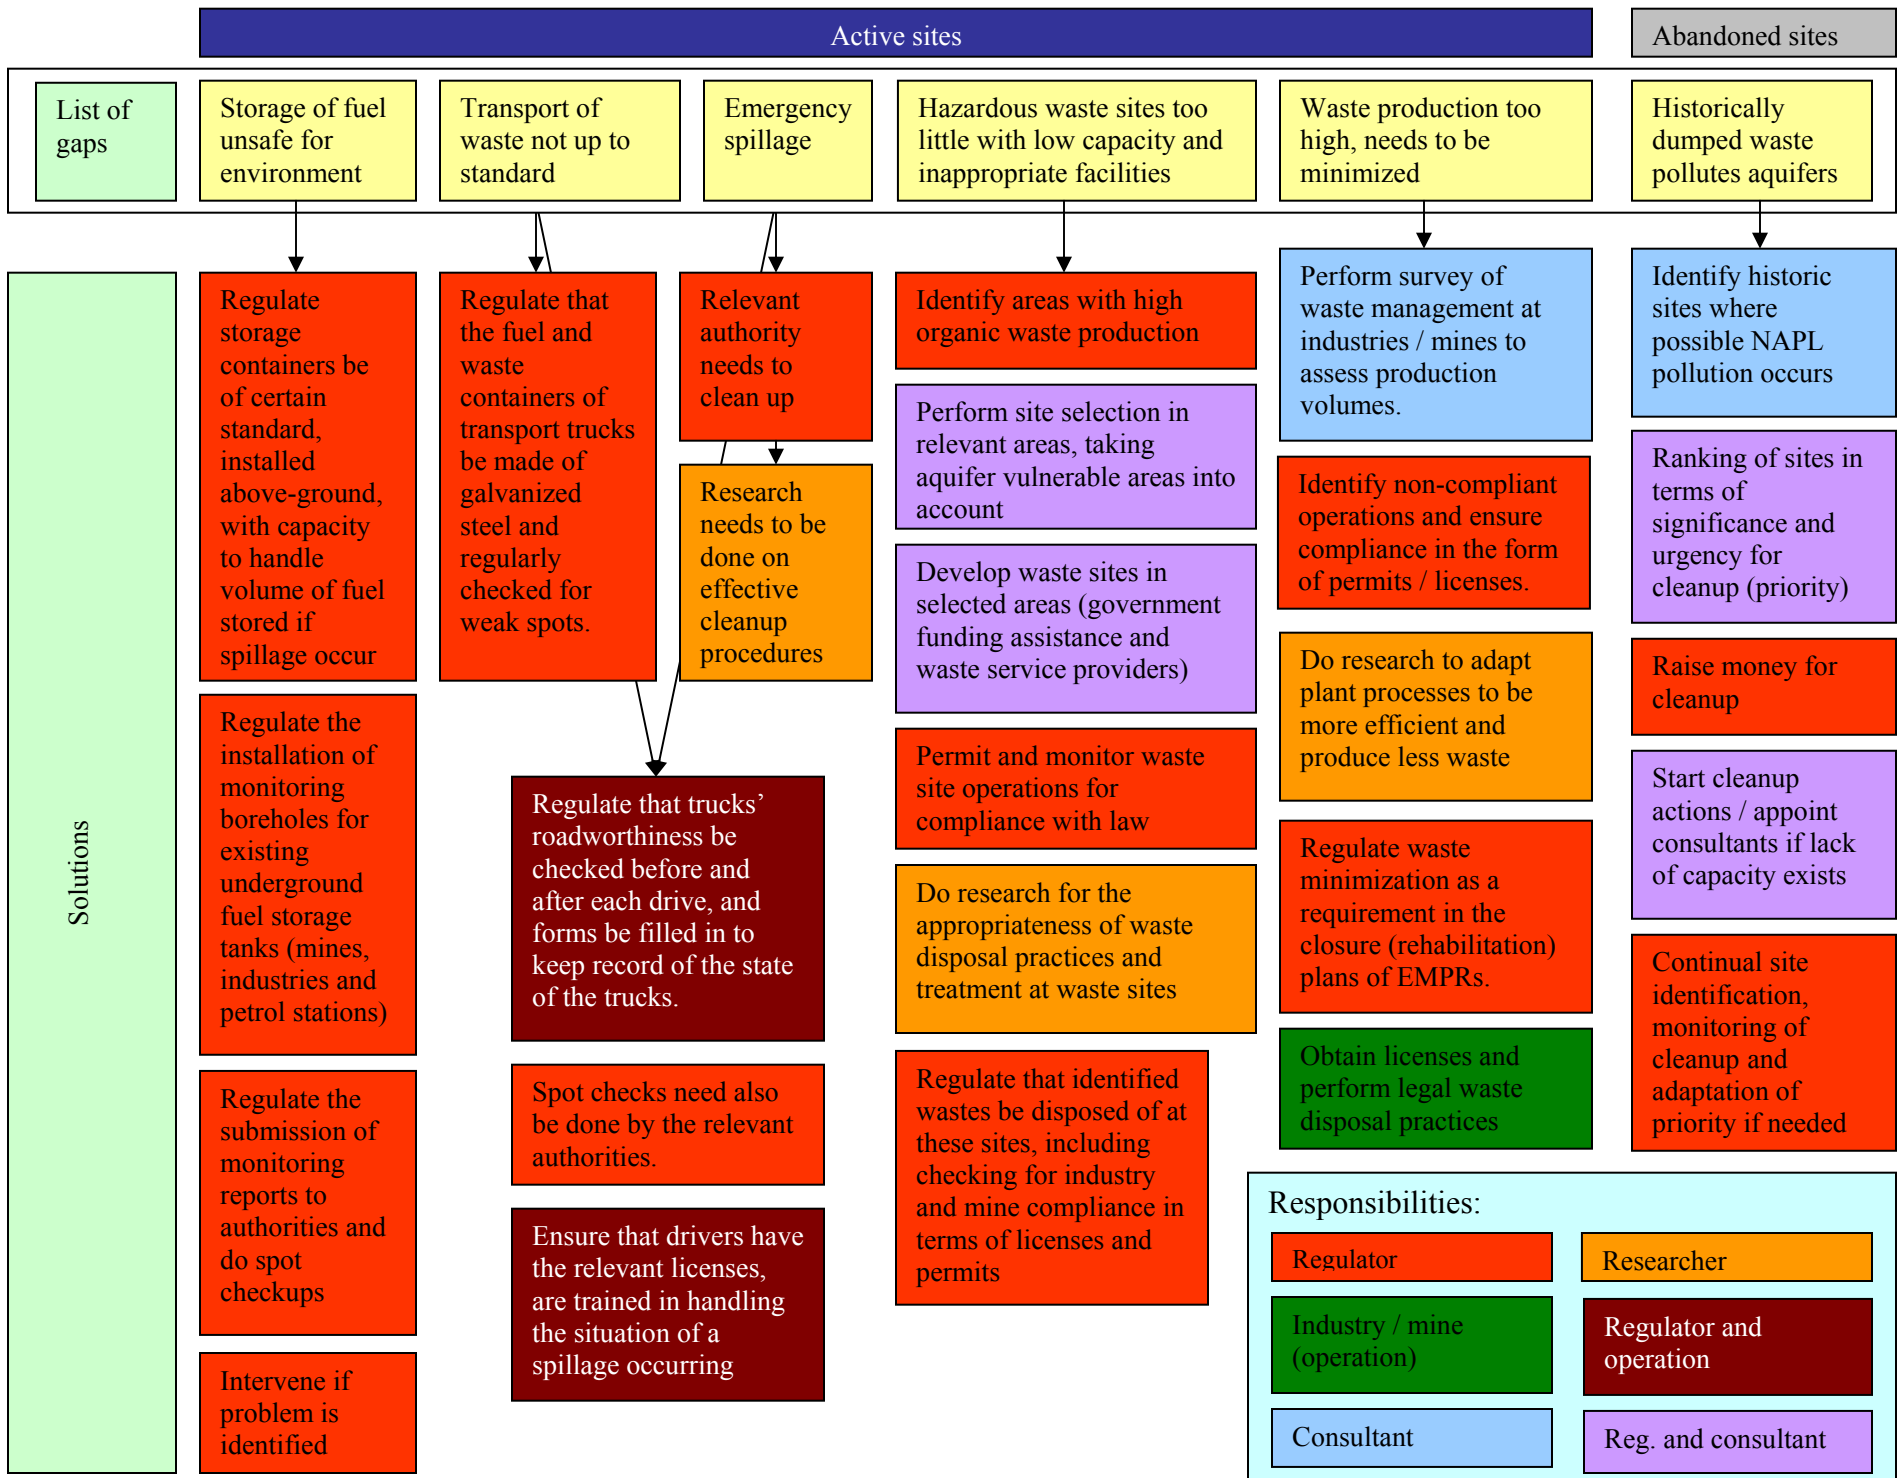 Active sites
Abandoned sites
List of
gaps
Storage of fuel
unsafe for
environment
Transport of
waste not up to
standard
Emergency
spillage
Hazardous waste sites too
little with low capacity and
inappropriate facilities
Waste production too
high, needs to be
minimized
Historically
dumped waste
pollutes aquifers
Solutions
Regulate
storage
containers be
of certain
standard,
installed
above-ground,
with capacity
to handle
volume of fuel
stored if
spillage occur
Regulate the
installation of
monitoring
boreholes for
existing
underground
fuel storage
tanks (mines,
industries and
petrol stations)
Regulate the
submission of
monitoring
reports to
authorities and
do spot
checkups
Intervene if
problem is
identified
Regulate that
the fuel and
waste
containers of
transport trucks
be made of
galvanized
steel and
regularly
checked for
weak spots.
Relevant
authority
needs to
clean up
Research
needs to be
done on
effective
cleanup
procedures
Regulate that trucks’
roadworthiness be
checked before and
after each drive, and
forms be filled in to
keep record of the state
of the trucks.
Spot checks need also
be done by the relevant
authorities.
Ensure that drivers have
the relevant licenses,
are trained in handling
the situation of a
spillage occurring
Identify areas with high
organic waste production
Perform site selection in
relevant areas, taking
aquifer vulnerable areas into
account
Develop waste sites in
selected areas (government
funding assistance and
waste service providers)
Permit and monitor waste
site operations for
compliance with law
Do research for the
appropriateness of waste
disposal practices and
treatment at waste sites
Regulate that identified
wastes be disposed of at
these sites, including
checking for industry
and mine compliance in
terms of licenses and
permits
Perform survey of
waste management at
industries / mines to
assess production
volumes.
Identify non-compliant
operations and ensure
compliance in the form
of permits / licenses.
Do research to adapt
plant processes to be
more efficient and
produce less waste
Regulate waste
minimization as a
requirement in the
closure (rehabilitation)
plans of EMPRs.
Obtain licenses and
perform legal waste
disposal practices
Identify historic
sites where
possible NAPL
pollution occurs
Ranking of sites in
terms of
significance and
urgency for
cleanup (priority)
Raise money for
cleanup
Start cleanup
actions / appoint
consultants if lack
of capacity exists
Continual site
identification,
monitoring of
cleanup and
adaptation of
priority if needed
Responsibilities:
Regulator
Researcher
Industry / mine
(operation)
Regulator and
operation
Consultant
Reg. and consultant